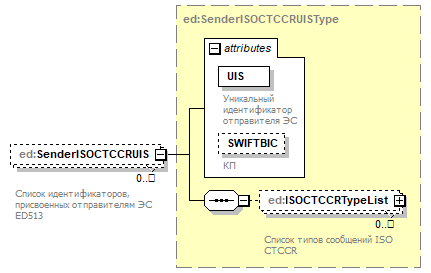 ed:SenderISOCTCCRUISType
attributes
UIS
Уникальный
идентификатор
отправителя ЭС
SWIFTBIC
КП
ed:SenderISOCTCCRUIS
0..□
Список идентификаторов,
присвоенных отправителям ЭС
ED513
ed:ISOCTCCRTypeList
0..□
Список типов сообщений ISO
CTCCR